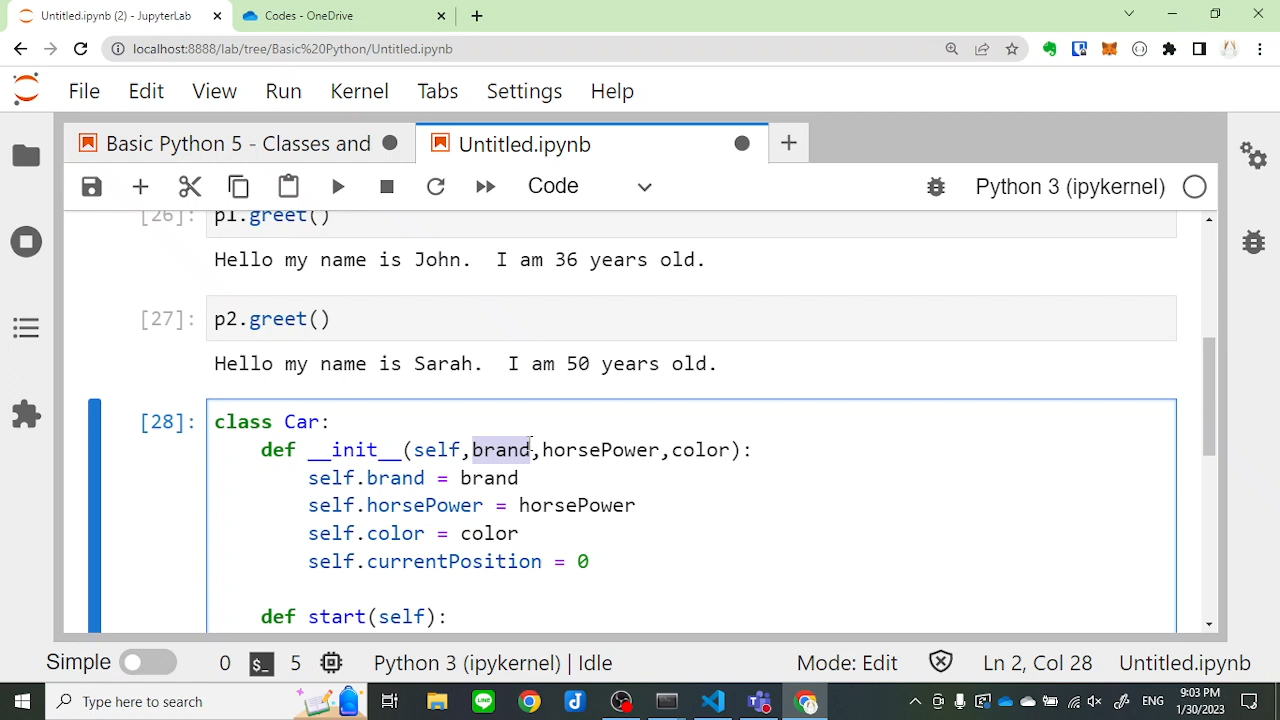 Untitled.ipynb (2) - JupyterLab
Codes - OneDrive
localhost:8888/lab/tree/Basic%20Python/Untitled.ipynb
File Edit View Run Kernel Tabs Settings Help
Basic Python 5 - Classes and
Untitled.ipynb
Code
Python 3 (ipykernel)
[26]: p1.greet()
Hello my name is John.  I am 36 years old.
[27]: p2.greet()
Hello my name is Sarah.  I am 50 years old.
[28]: class Car:
def __init__(self,brand,horsePower,color):
self.brand = brand
self.horsePower = horsePower
self.color = color
self.currentPosition = 0
def start(self):
Simple 0 $_ 5 Python 3 (ipykernel) | Idle Mode: Edit Ln 2, Col 28 Untitled.ipynb
Type here to search
ENG
9:03 PM
1/30/2023